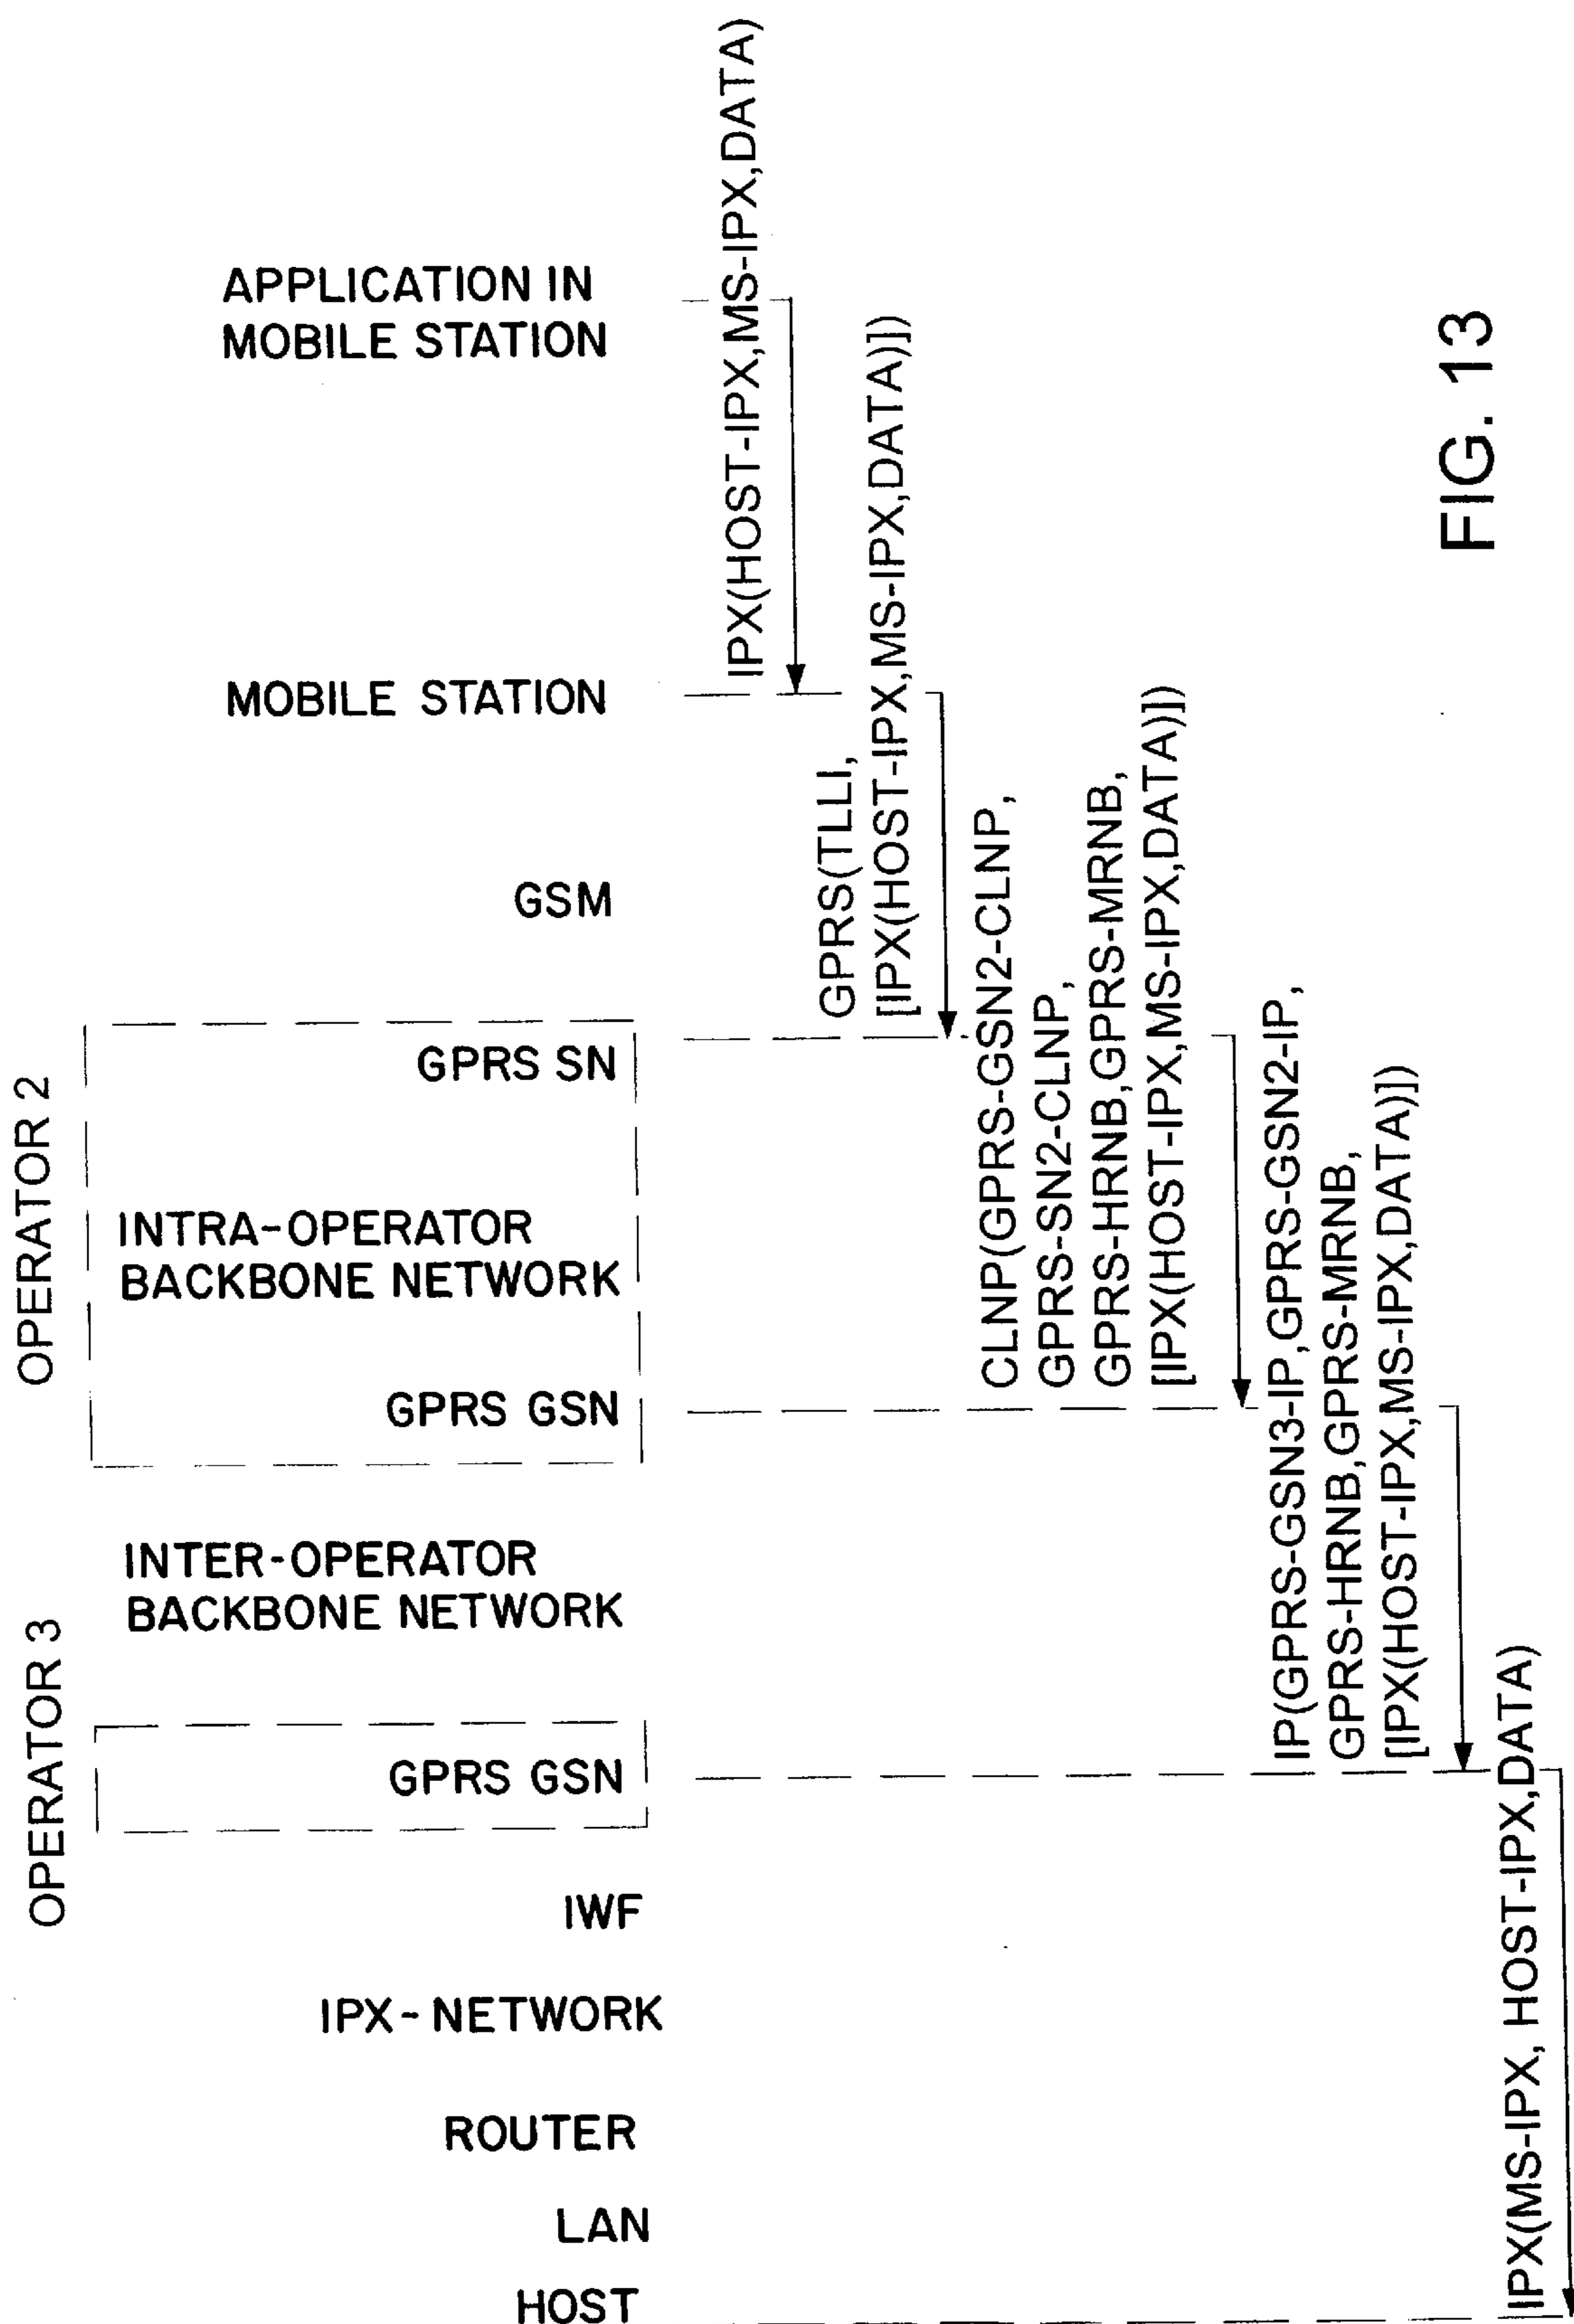 OPERATOR 3
OPERATOR 2
HOST
LAN
ROUTER
IPX-NETWORK
IWF
GPRS GSN
INTER-OPERATOR
BACKBONE NETWORK
GPRS GSN
INTRA-OPERATOR
BACKBONE NETWORK
GPRS SN
GSM
MOBILE STATION
APPLICATION IN
MOBILE STATION
IPX(HOST-IPX,MS-IPX,DATA)
GPRS(TLLI,
[IPX(HOST-IPX,MS-IPX,DATA)])
CLNP(GPRS-GSN2-CLNP,
GPRS-SN2-CLNP,
GPRS-HRNB,GPRS-MRNB,
[IPX(HOST-IPX,MS-IPX,DATA)])
IP(GPRS-GSN3-IP,GPRS-GSN2-IP,
GPRS-HRNB,GPRS-MRNB,
[IPX(HOST-IPX,MS-IPX,DATA)])
IPX(MS-IPX, HOST-IPX,DATA)
FIG. 13